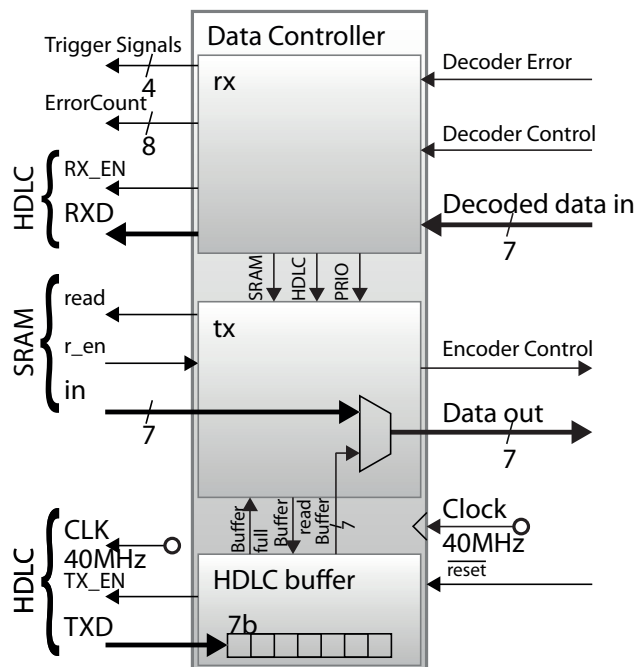 Data Controller
Trigger Signals
4
ErrorCount
8
HDLC
RX_EN
RXD
rx
Decoder Error
Decoder Control
Decoded data in
7
SRAM
HDLC
PRIO
SRAM
read
r_en
in
7
tx
Encoder Control
Data out
7
Buffer
full
Buffer
read
Buffer
7
Clock
40MHz
reset
HDLC
CLK
40MHz
TX_EN
TXD
HDLC buffer
7b